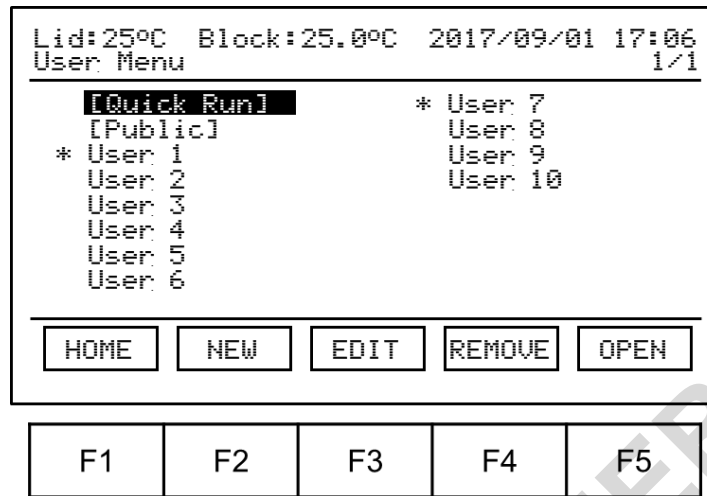 Lid:25ºC Block:25.0ºC 2017/09/01 17:06
User Menu 1/1
[Quick Run]
[Public]
* User 1
User 2
User 3
User 4
User 5
User 6
* User 7
User 8
User 9
User 10
HOME NEW EDIT REMOVE OPEN
F1 F2 F3 F4 F5